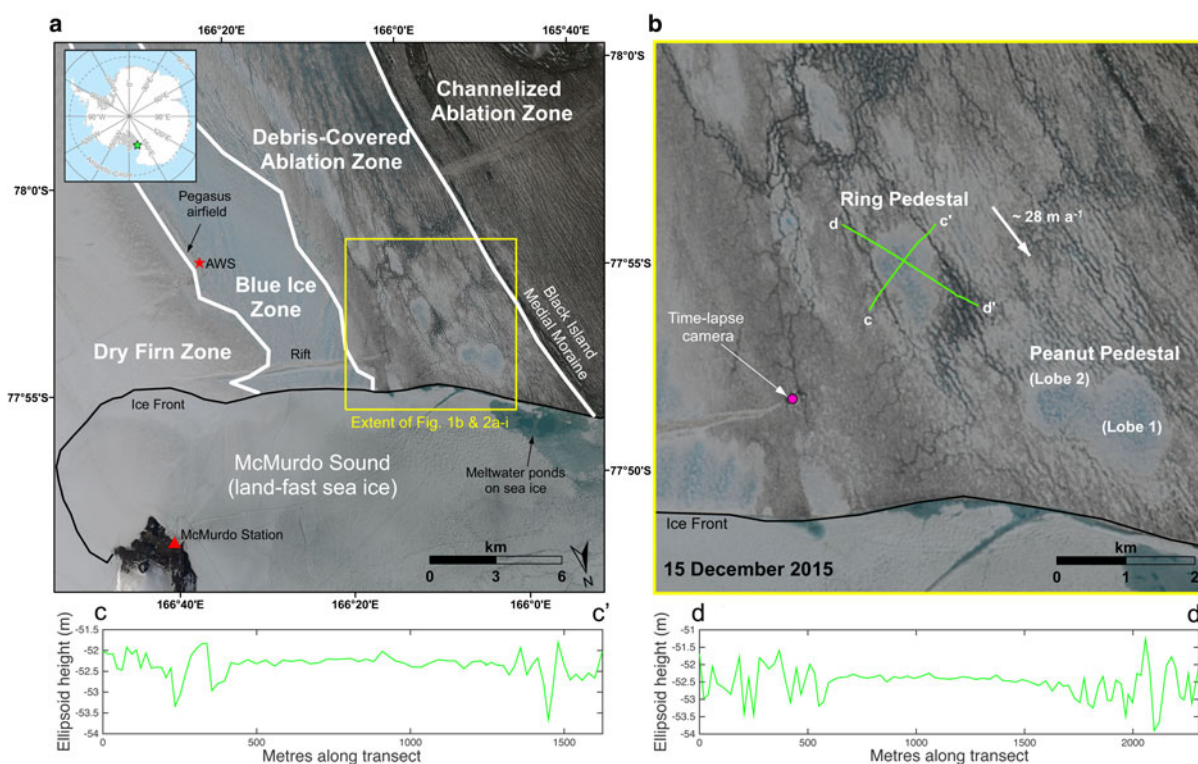 a
166°20'E
166°0'E
165°40'E
78°0'S
Channelized
Ablation Zone
Debris-Covered
Ablation Zone
78°0'S
Pegasus
airfield
AWS
Blue Ice
Zone
77°55'S
Dry Firn Zone
Rift
Black Island
Medial Moraine
77°55'S
Ice Front
Extent of Fig. 1b & 2a-i
McMurdo Sound
(land-fast sea ice)
Meltwater ponds
on sea ice
77°50'S
McMurdo Station
km
0 3 6
N
166°40'E
166°20'E
166°0'E
b
Ring Pedestal
~ 28 m a-1
d
c'
c
d'
Time-lapse
camera
Peanut Pedestal
(Lobe 2)
(Lobe 1)
Ice Front
km
0 1 2
15 December 2015
c
c'
Ellipsoid height (m)
-51.5
-52
-52.5
-53
-53.5
-54
0 500 1000 1500
Metres along transect
d
d
Ellipsoid height (m)
-51
-51.5
-52
-52.5
-53
-53.5
-54
0 500 1000 1500 2000
Metres along transect